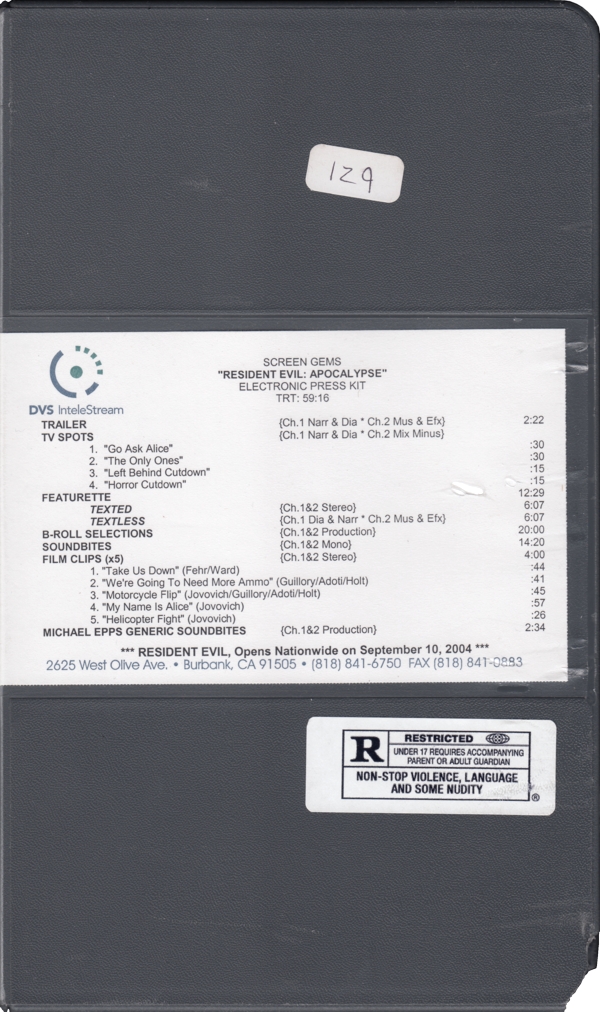 129
SCREEN GEMS
"RESIDENT EVIL: APOCALYPSE"
ELECTRONIC PRESS KIT
TRT: 59:16
DVS InteleStream
TRAILER {Ch.1 Narr & Dia * Ch.2 Mus & Efx} 2:22
TV SPOTS {Ch.1 Narr & Dia * Ch.2 Mix Minus}
1. "Go Ask Alice" :30
2. "The Only Ones" :30
3. "Left Behind Cutdown" :15
4. "Horror Cutdown" :15
FEATURETTE 12:29
TEXTED {Ch.1&2 Stereo} 6:07
TEXTLESS {Ch.1 Dia & Narr * Ch.2 Mus & Efx} 6:07
B-ROLL SELECTIONS {Ch.1&2 Production} 20:00
SOUNDBITES {Ch.1&2 Mono} 14:20
FILM CLIPS (x5) {Ch.1&2 Stereo} 4:00
1. "Take Us Down" (Fehr/Ward) :44
2. "We're Going To Need More Ammo" (Guillory/Adoti/Holt) :41
3. "Motorcycle Flip" (Jovovich/Guillory/Adoti/Holt) :45
4. "My Name Is Alice" (Jovovich) :57
5. "Helicopter Fight" (Jovovich) :26
MICHAEL EPPS GENERIC SOUNDBITES {Ch.1&2 Production} 2:34
*** RESIDENT EVIL, Opens Nationwide on September 10, 2004 ***
2625 West Olive Ave. • Burbank, CA 91505 • (818) 841-6750 FAX (818) 841-0883
R RESTRICTED
UNDER 17 REQUIRES ACCOMPANYING
PARENT OR ADULT GUARDIAN
NON-STOP VIOLENCE, LANGUAGE
AND SOME NUDITY
®